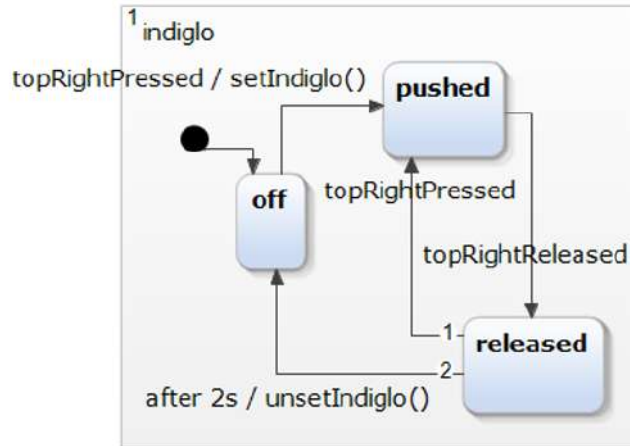 1
indiglo
topRightPressed / setIndiglo()
pushed
off
topRightPressed
topRightReleased
1
released
2
after 2s / unsetIndiglo()